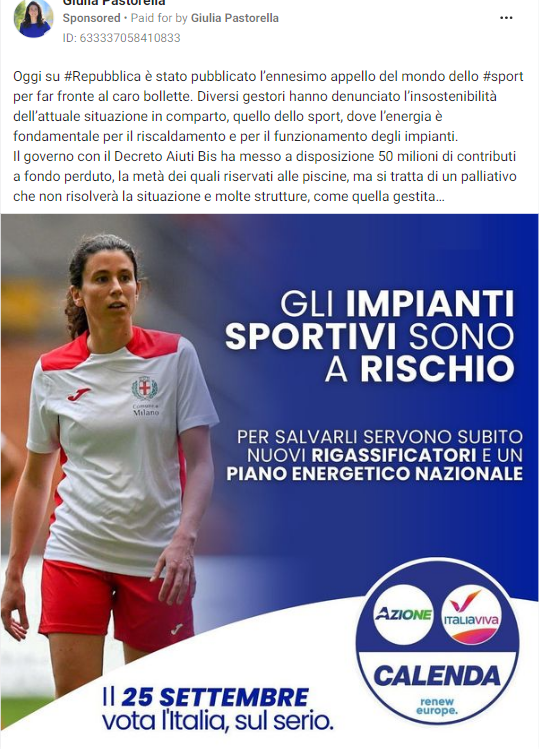 Giulia Pastorella
Sponsored • Paid for by Giulia Pastorella
ID: 633337058410833
Oggi su #Repubblica è stato pubblicato l'ennesimo appello del mondo dello #sport
per far fronte al caro bollette. Diversi gestori hanno denunciato l'insostenibilità
dell'attuale situazione in comparto, quello dello sport, dove l'energia è
fondamentale per il riscaldamento e per il funzionamento degli impianti.
Il governo con il Decreto Aiuti Bis ha messo a disposizione 50 milioni di contributi
a fondo perduto, la metà dei quali riservati alle piscine, ma si tratta di un palliativo
che non risolverà la situazione e molte strutture, come quella gestita...
GLI IMPIANTI
SPORTIVI SONO
A RISCHIO
PER SALVARLI SERVONO SUBITO
NUOVI RIGASSIFICATORI E UN
PIANO ENERGETICO NAZIONALE
Comune di
Milano
AZIONE
ITALIAVIVA
CALENDA
renew
europe.
Il 25 SETTEMBRE
vota l'Italia, sul serio.